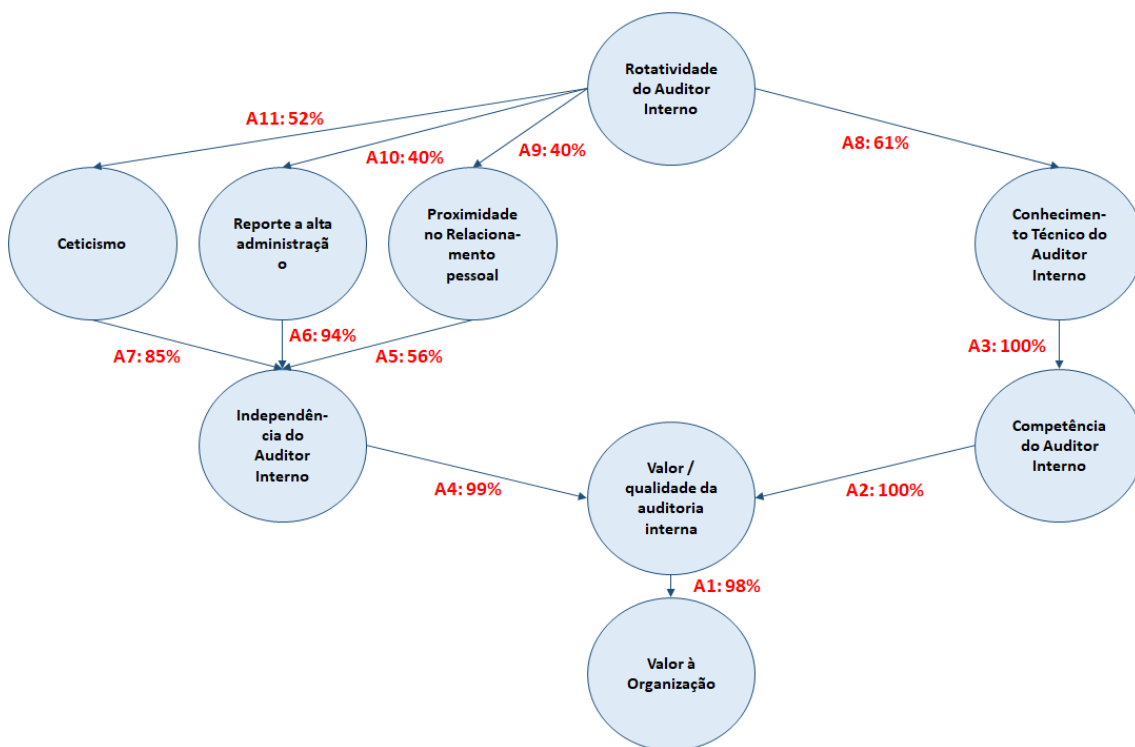 Rotatividade
do Auditor
Interno
A11: 52%
A10: 40%
A9: 40%
A8: 61%
Ceticismo
Reporte a alta
administraçã
o
Proximidade
no Relaciona-
mento
pessoal
Conhecimen-
to Técnico do
Auditor
Interno
A7: 85%
A6: 94%
A5: 56%
A3: 100%
Independên-
cia do
Auditor
Interno
Competência
do Auditor
Interno
A4: 99%
Valor /
qualidade da
auditoria
interna
A2: 100%
A1: 98%
Valor à
Organização